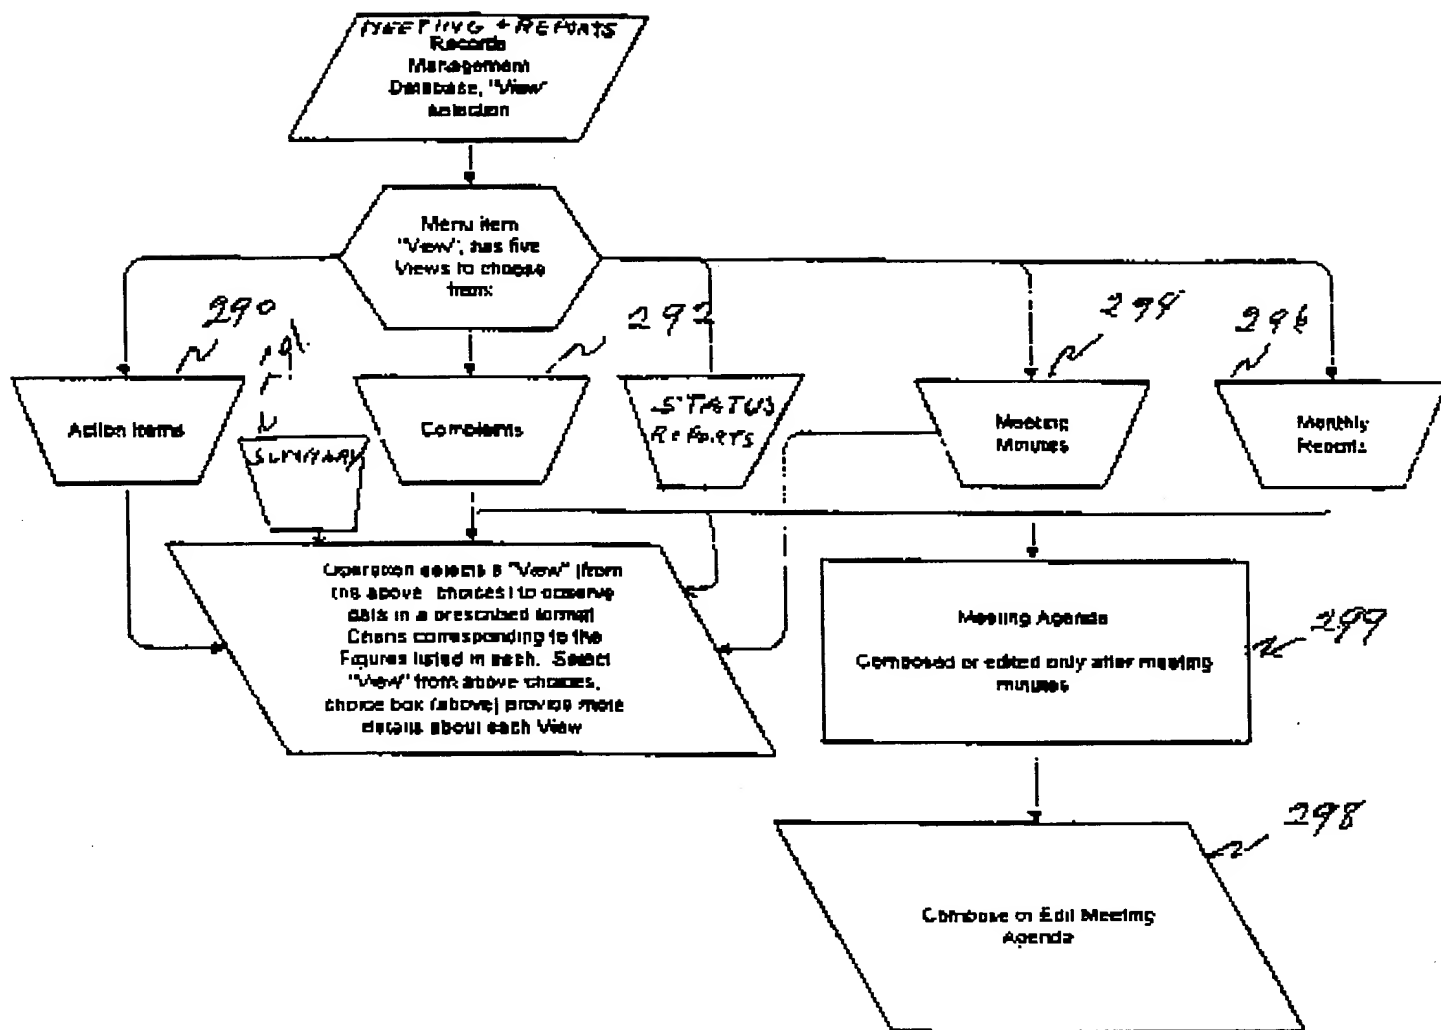 MEETING + REPORTS
Records
Management
Database, "View"
selection
Menu item
"View", has five
Views to choose
from:
290
292
294
296
Action Items
SUMMARY
Complaints
STATUS
REPORTS
Meeting
Minutes
Monthly
Reports
Operation selects a "View" (from
the above choices) to observe
data in a prescribed format
Charts corresponding to the
Figures listed in each. Select
"View" from above choices,
choice box (above) provide more
details about each View
Meeting Agenda
Composed or edited only after meeting
minutes
299
298
Compose or Edit Meeting
Agenda